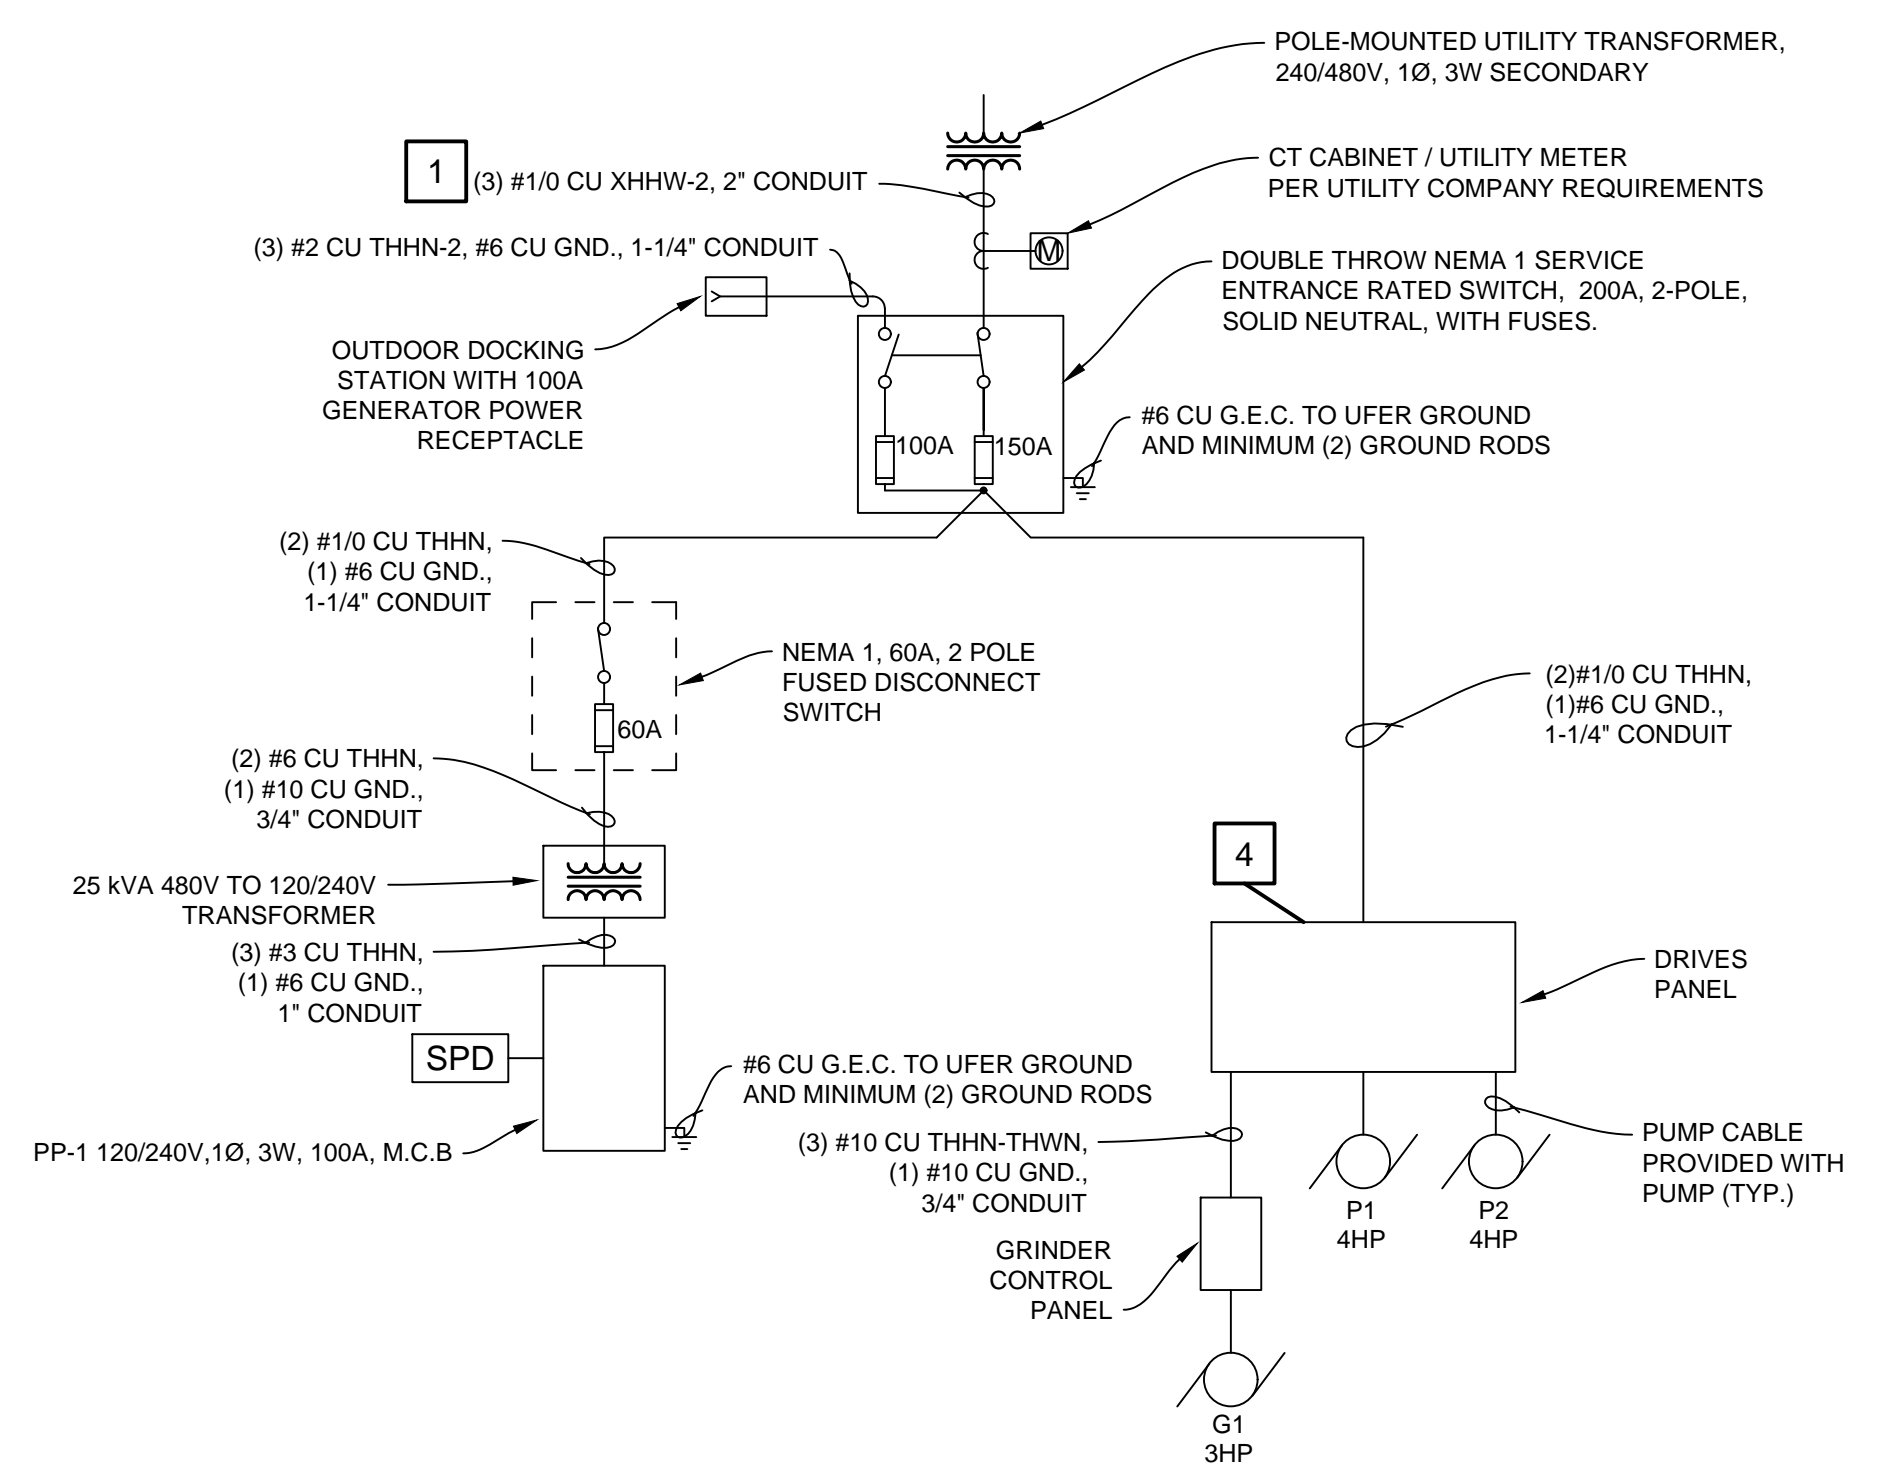 POLE-MOUNTED UTILITY TRANSFORMER,
240/480V, 1Ø, 3W SECONDARY
CT CABINET / UTILITY METER
PER UTILITY COMPANY REQUIREMENTS
1
(3) #1/0 CU XHHW-2, 2" CONDUIT
(3) #2 CU THHN-2, #6 CU GND., 1-1/4" CONDUIT
M
DOUBLE THROW NEMA 1 SERVICE
ENTRANCE RATED SWITCH,  200A, 2-POLE,
SOLID NEUTRAL, WITH FUSES.
OUTDOOR DOCKING
STATION WITH 100A
GENERATOR POWER
RECEPTACLE
100A
150A
#6 CU G.E.C. TO UFER GROUND
AND MINIMUM (2) GROUND RODS
(2) #1/0 CU THHN,
(1) #6 CU GND.,
1-1/4" CONDUIT
NEMA 1, 60A, 2 POLE
FUSED DISCONNECT
SWITCH
60A
(2)#1/0 CU THHN,
(1)#6 CU GND.,
1-1/4" CONDUIT
(2) #6 CU THHN,
(1) #10 CU GND.,
3/4" CONDUIT
4
25 kVA 480V TO 120/240V
TRANSFORMER
(3) #3 CU THHN,
(1) #6 CU GND.,
1" CONDUIT
DRIVES
PANEL
SPD
#6 CU G.E.C. TO UFER GROUND
AND MINIMUM (2) GROUND RODS
PP-1 120/240V,1Ø, 3W, 100A, M.C.B
(3) #10 CU THHN-THWN,
(1) #10 CU GND.,
3/4" CONDUIT
PUMP CABLE
PROVIDED WITH
PUMP (TYP.)
P1
4HP
P2
4HP
GRINDER
CONTROL
PANEL
G1
3HP